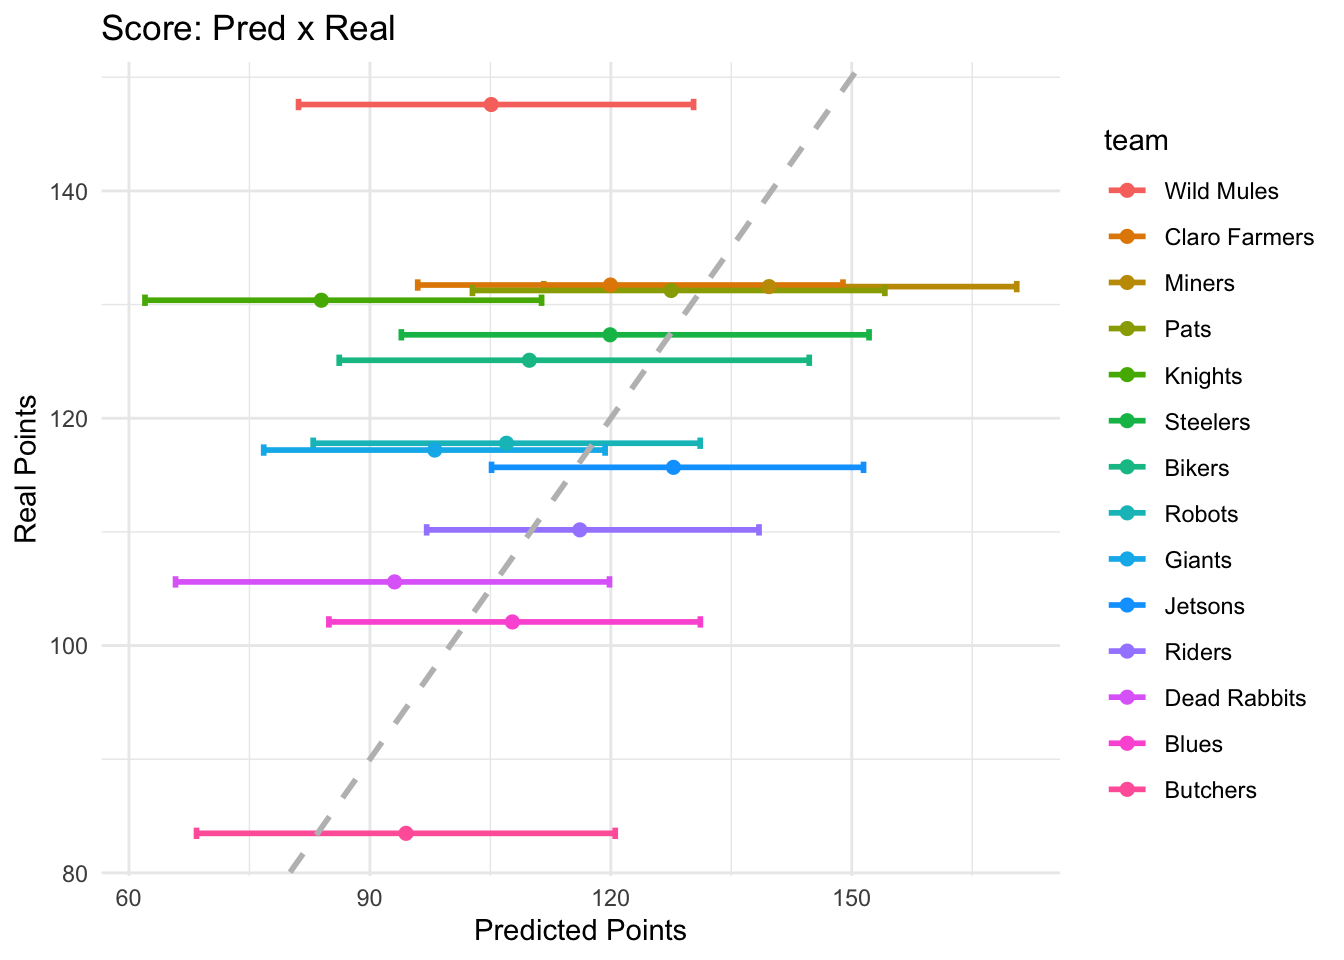 Score: Pred x Real
Real Points
140
120
100
80
60 90 120 150
Predicted Points
team
Wild Mules
Claro Farmers
Miners
Pats
Knights
Steelers
Bikers
Robots
Giants
Jetsons
Riders
Dead Rabbits
Blues
Butchers